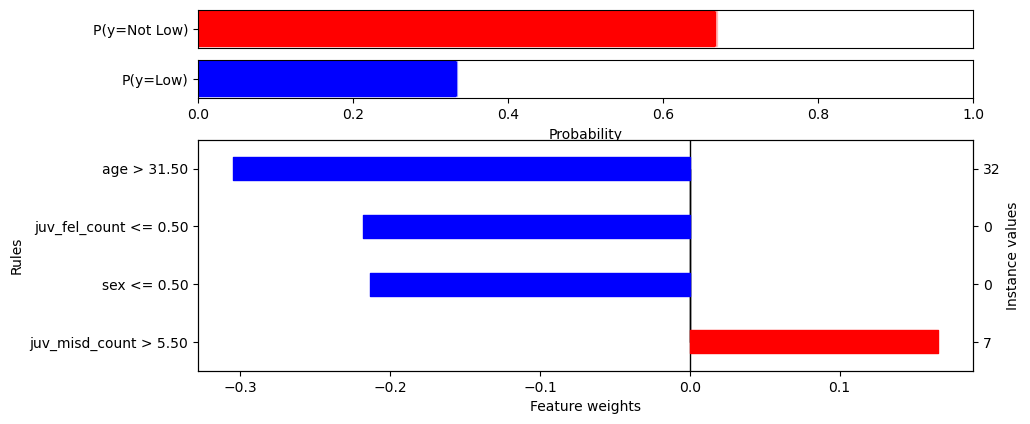 P(y=Not Low)
P(y=Low)
0.0 0.2 0.4 0.6 0.8 1.0
Probability
age > 31.50 32
juv_fel_count <= 0.50 0
sex <= 0.50 0
juv_misd_count > 5.50 7
Rules
Instance values
−0.3 −0.2 −0.1 0.0 0.1
Feature weights